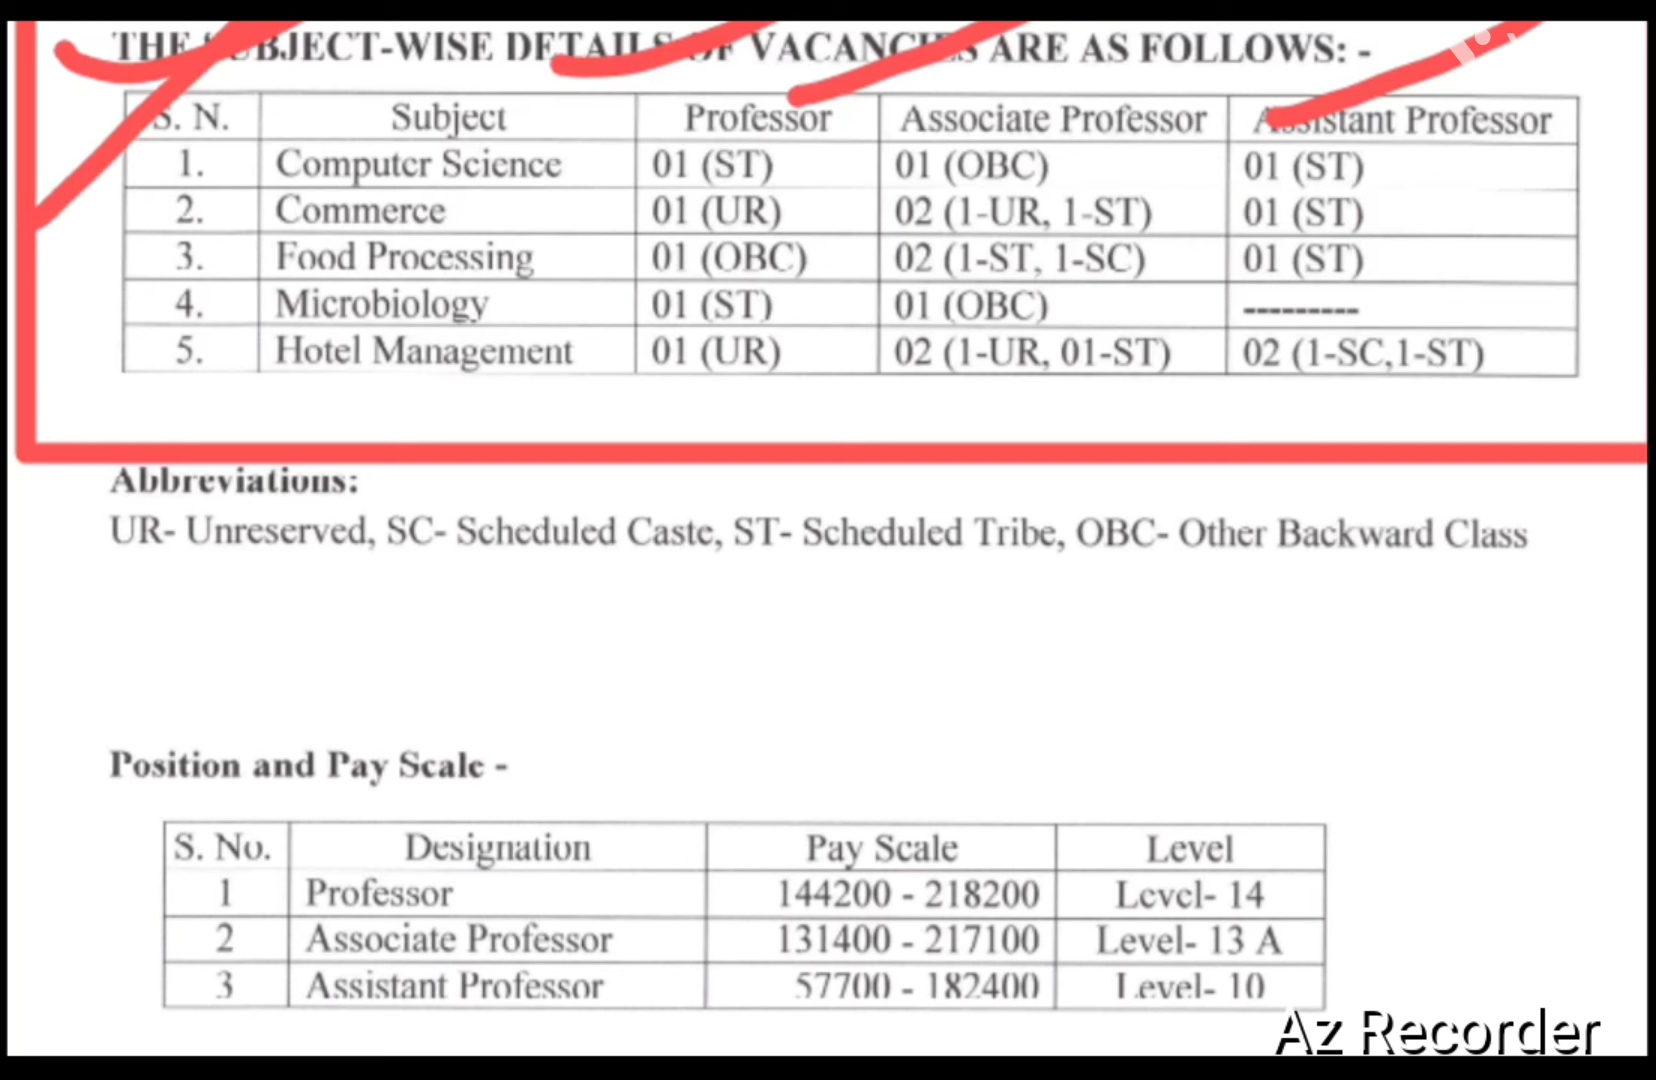 THE SUBJECT-WISE DETAILS OF VACANCIES ARE AS FOLLOWS: -
S. N. Subject Professor Associate Professor Assistant Professor
1. Computer Science 01 (ST) 01 (OBC) 01 (ST)
2. Commerce 01 (UR) 02 (1-UR, 1-ST) 01 (ST)
3. Food Processing 01 (OBC) 02 (1-ST, 1-SC) 01 (ST)
4. Microbiology 01 (ST) 01 (OBC) ---------
5. Hotel Management 01 (UR) 02 (1-UR, 01-ST) 02 (1-SC,1-ST)
Abbreviations:
UR- Unreserved, SC- Scheduled Caste, ST- Scheduled Tribe, OBC- Other Backward Class
Position and Pay Scale -
S. No. Designation Pay Scale Level
1 Professor 144200 - 218200 Level- 14
2 Associate Professor 131400 - 217100 Level- 13 A
3 Assistant Professor 57700 - 182400 Level- 10
Az Recorder